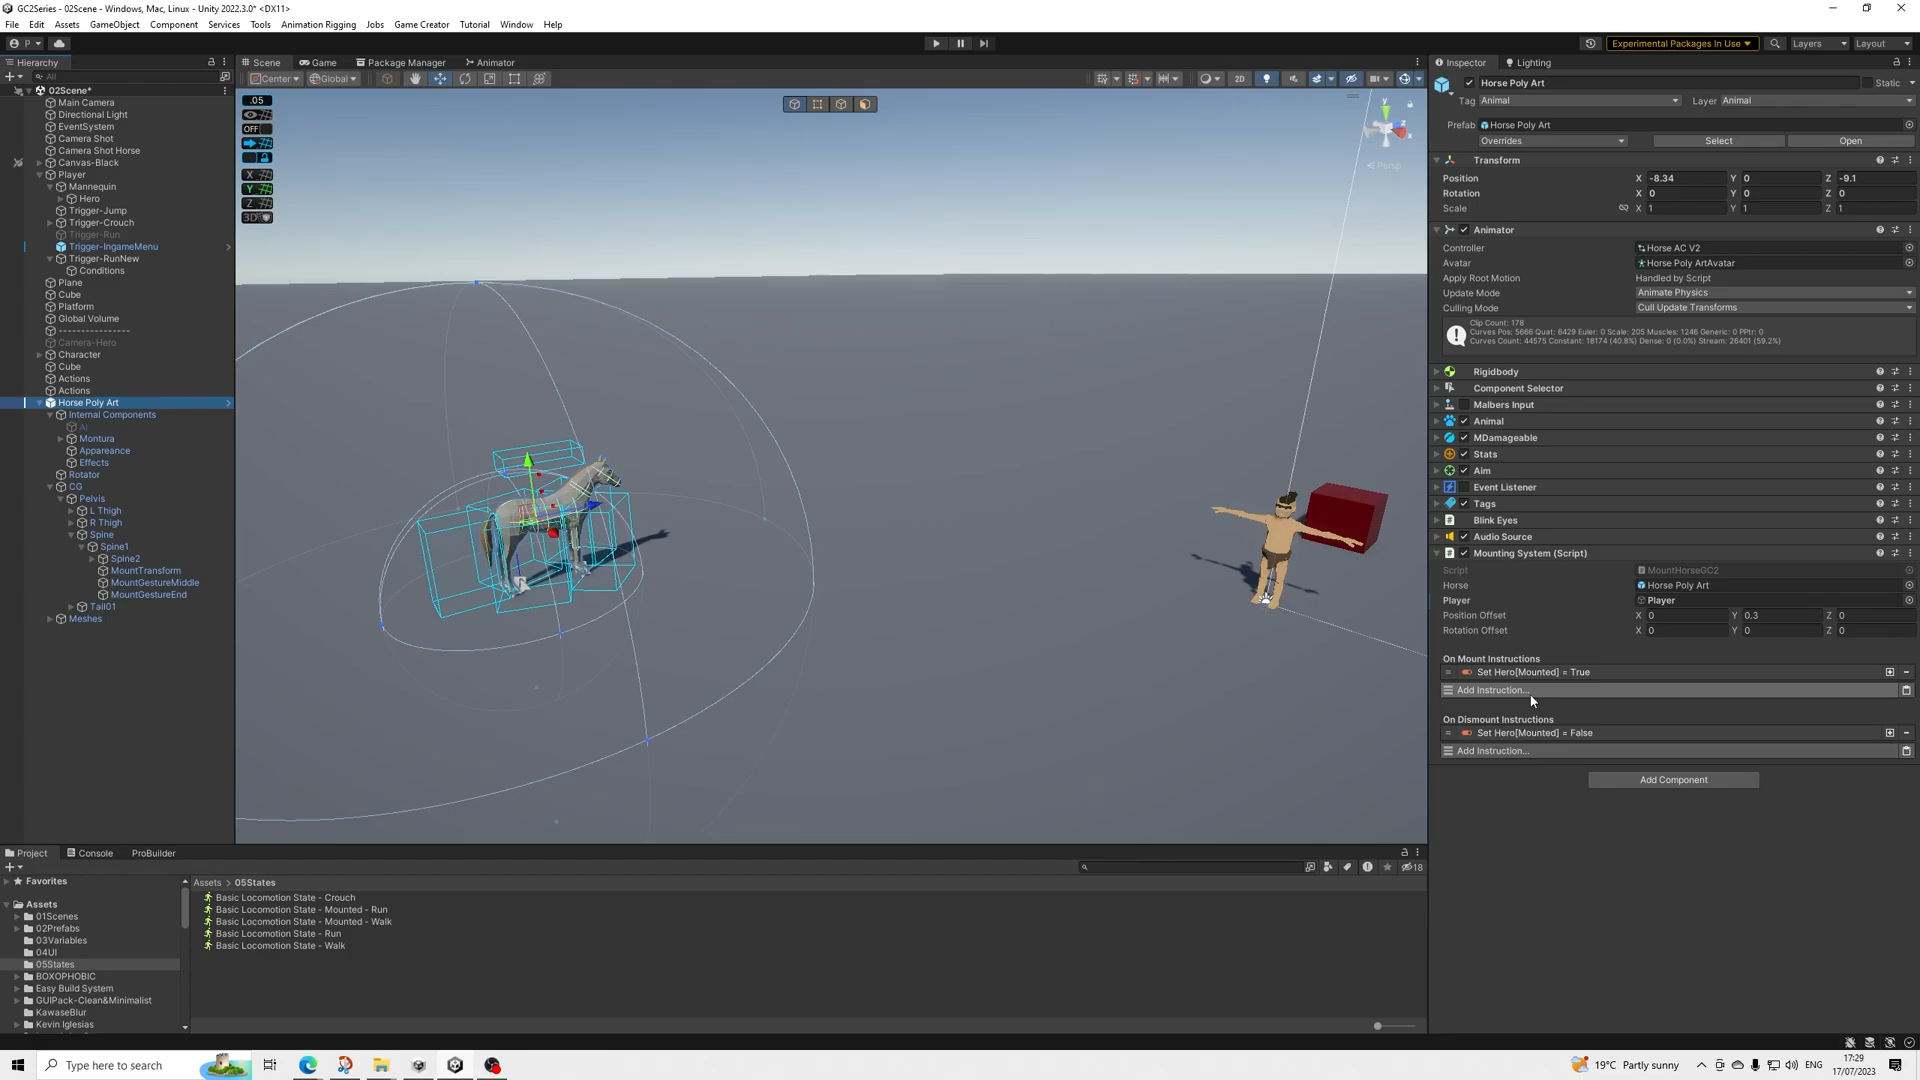 GC2Series - 02Scene - Windows, Mac, Linux - Unity 2022.3.0* <DX11>
File Edit Assets GameObject Component Services Tools Animation Rigging Jobs Game Creator Tutorial Window Help
P Experimental Packages In Use Layers Layout
Hierarchy
All
02Scene*
Main Camera
Directional Light
EventSystem
Camera Shot
Camera Shot Horse
Canvas-Black
Player
Mannequin
Hero
Trigger-Jump
Trigger-Crouch
Trigger-Run
Trigger-IngameMenu
Trigger-RunNew
Conditions
Plane
Cube
Platform
Global Volume
----------------
Camera-Hero
Character
Cube
Actions
Actions
Horse Poly Art
Internal Components
AI
Montura
Appareance
Effects
Rotator
CG
Pelvis
L Thigh
R Thigh
Spine
Spine1
Spine2
MountTransform
MountGestureMiddle
MountGestureEnd
Tail01
Meshes
Scene Game Package Manager Animator
Center Global 2D
.05
OFF
X
Y
Z
3D
y
z
Persp
Inspector Lighting
Horse Poly Art Static
Tag Animal Layer Animal
Prefab Horse Poly Art
Overrides Select Open
Transform
Position X -8.34 Y 0 Z -9.1
Rotation X 0 Y 0 Z 0
Scale X 1 Y 1 Z 1
Animator
Controller Horse AC V2
Avatar Horse Poly ArtAvatar
Apply Root Motion Handled by Script
Update Mode Animate Physics
Culling Mode Cull Update Transforms
Clip Count: 178
Curves Pos: 5666 Quat: 6429 Euler: 0 Scale: 205 Muscles: 1246 Generic: 0 PPtr: 0
Curves Count: 44575 Constant: 18174 (40.8%) Dense: 0 (0.0%) Stream: 26401 (59.2%)
Rigidbody
Component Selector
Malbers Input
Animal
MDamageable
Stats
Aim
Event Listener
Tags
Blink Eyes
Audio Source
Mounting System (Script)
Script MountHorseGC2
Horse Horse Poly Art
Player Player
Position Offset X 0 Y 0.3 Z 0
Rotation Offset X 0 Y 0 Z 0
On Mount Instructions
Set Hero[Mounted] = True
Add Instruction...
On Dismount Instructions
Set Hero[Mounted] = False
Add Instruction...
Add Component
Project Console ProBuilder
18
Favorites
Assets
01Scenes
02Prefabs
03Variables
04UI
05States
BOXOPHOBIC
Easy Build System
GUIPack-Clean&Minimalist
KawaseBlur
Kevin Iglesias
Assets > 05States
Basic Locomotion State - Crouch
Basic Locomotion State - Mounted - Run
Basic Locomotion State - Mounted - Walk
Basic Locomotion State - Run
Basic Locomotion State - Walk
Type here to search
19°C Partly sunny
ENG
17:29
17/07/2023